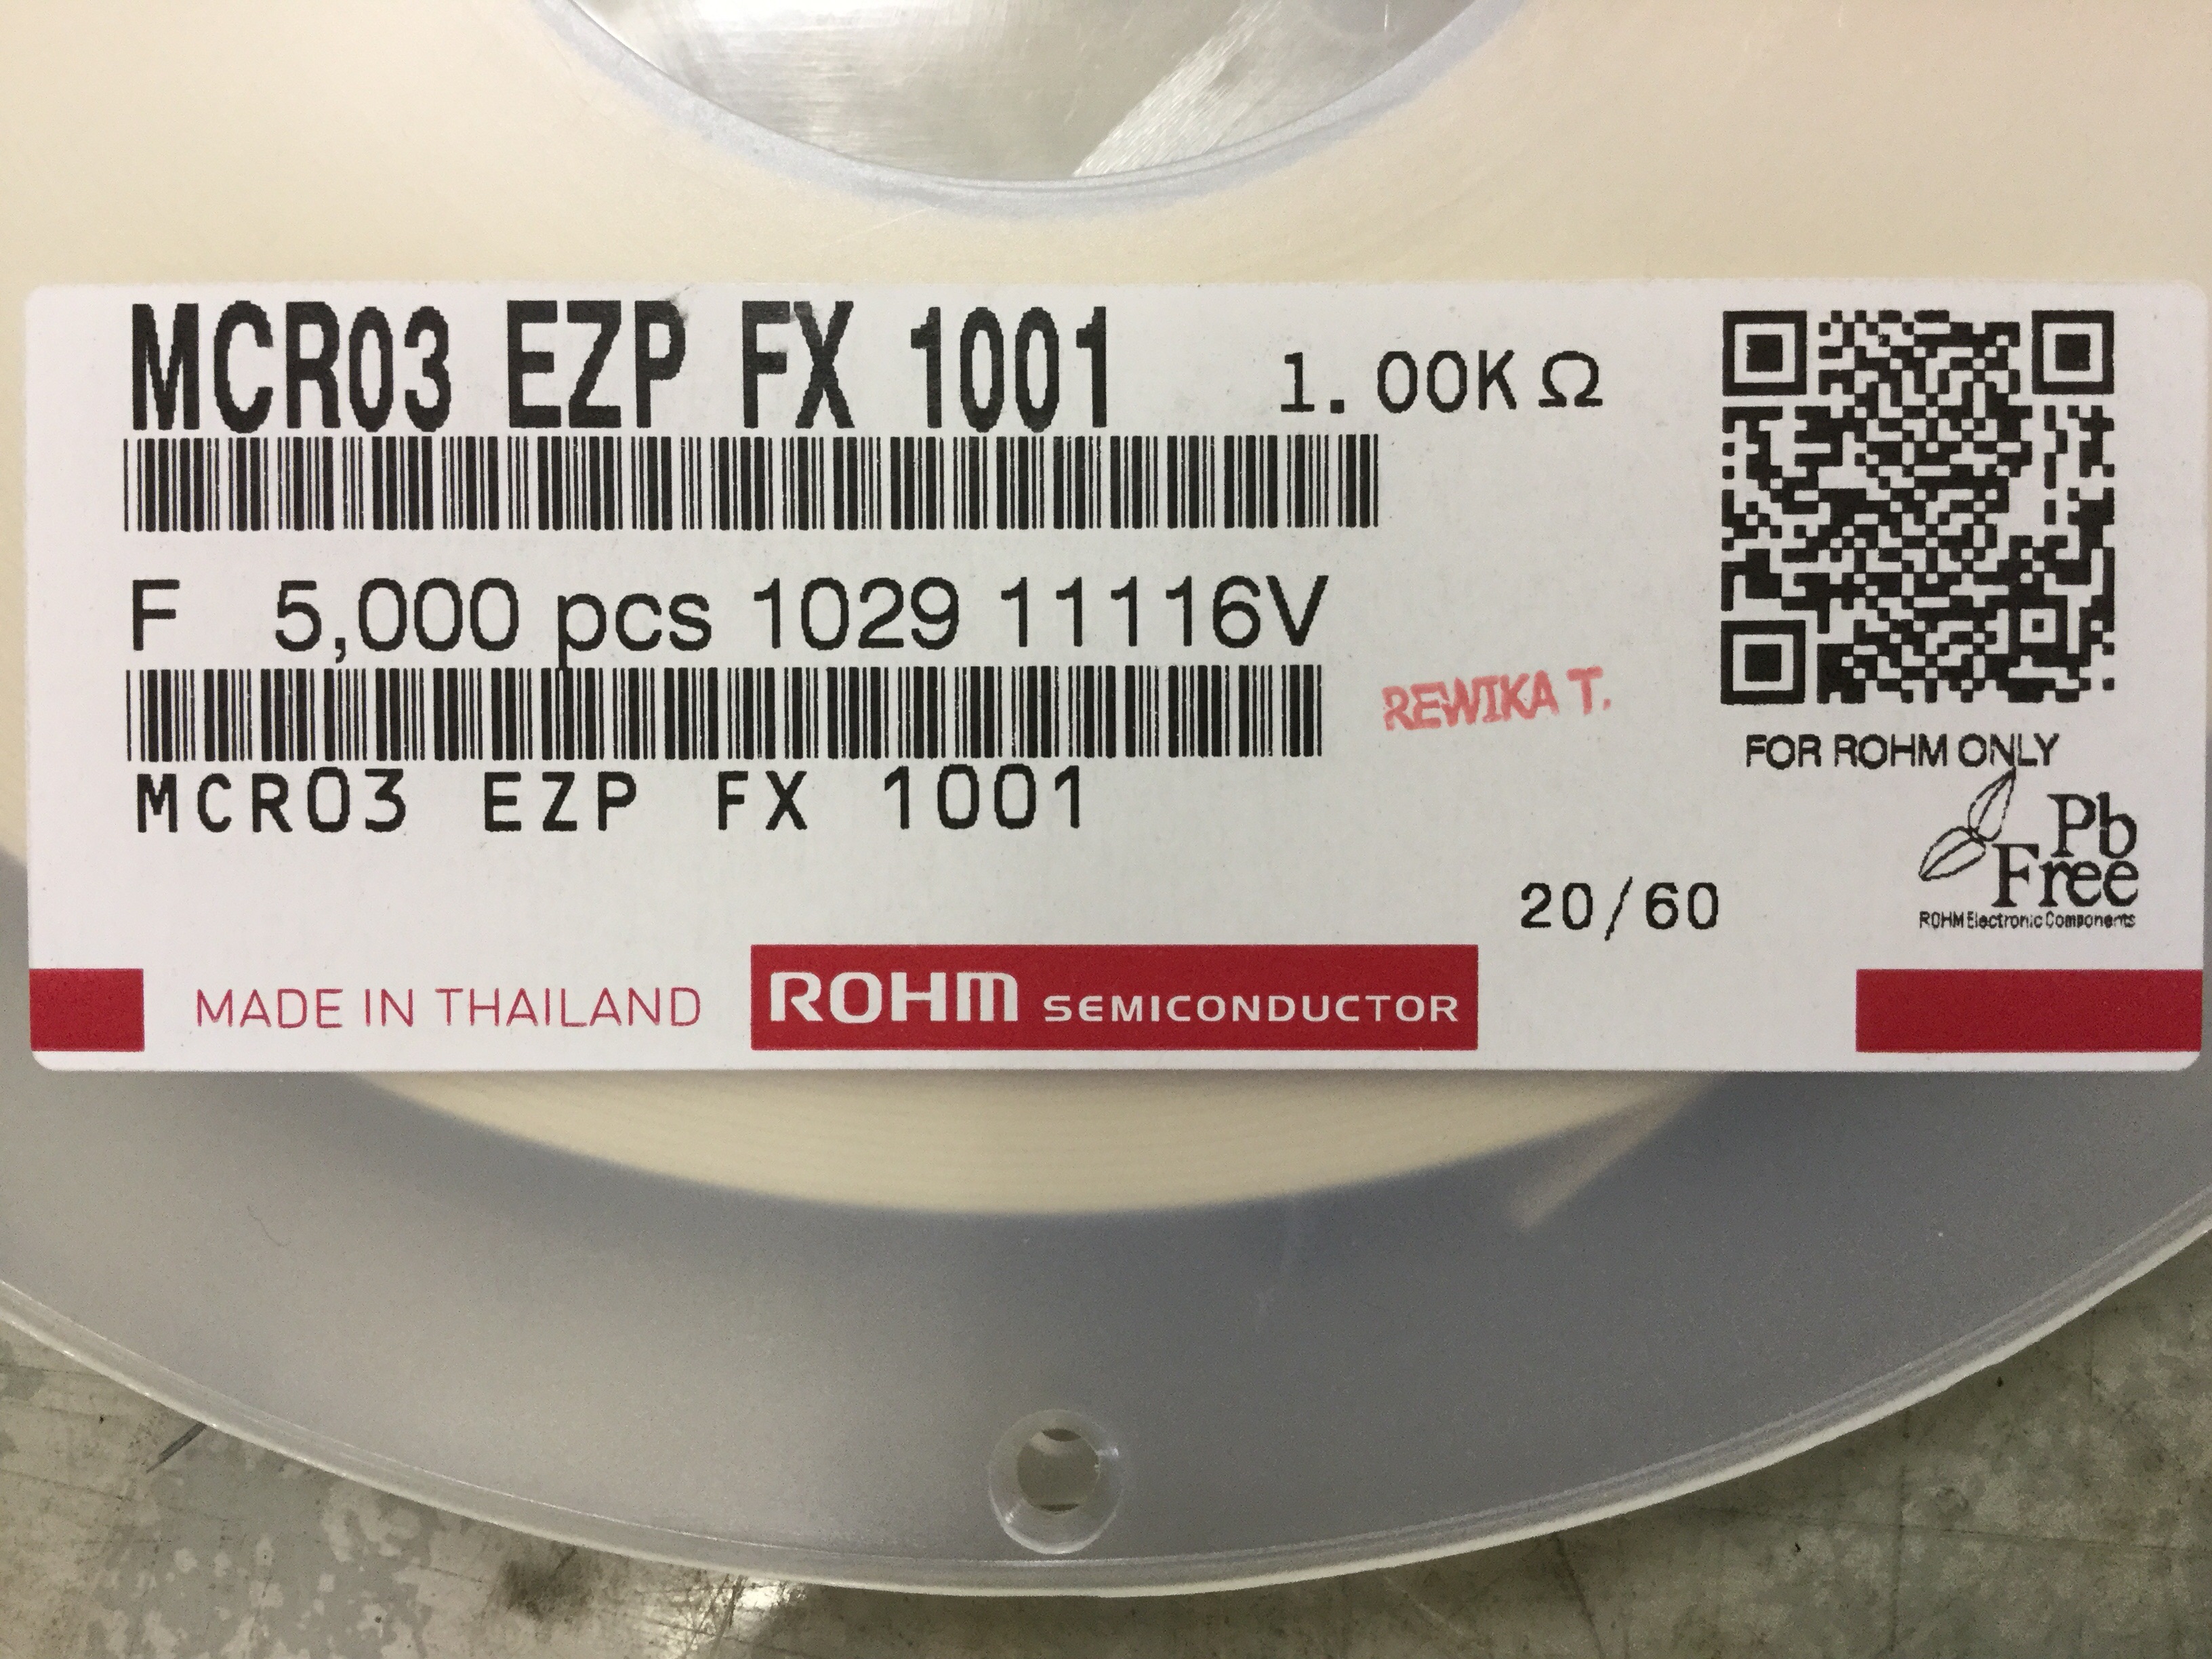 MCR03 EZP FX 1001 1.00KΩ
F 5,000 pcs 1029 11116V
REWIKA T.
MCR03 EZP FX 1001
FOR ROHM ONLY
Pb
Free
ROHM Electronic Components
20/60
MADE IN THAILAND ROHM SEMICONDUCTOR